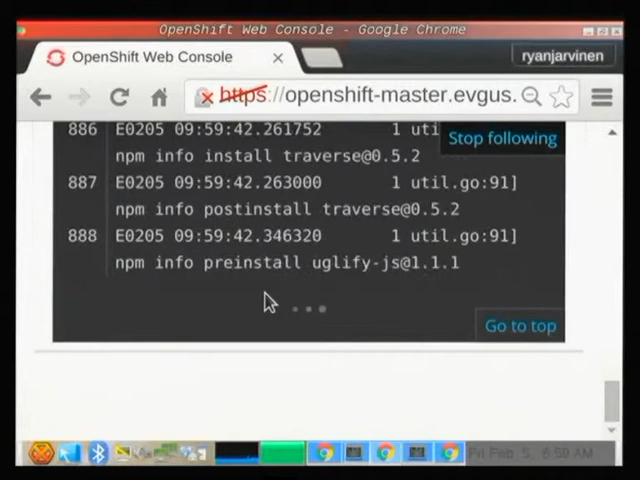 OpenShift Web Console - Google Chrome
OpenShift Web Console
ryanjarvinen
https://openshift-master.evgus.
886 E0205 09:59:42.261752 1 uti
Stop following
npm info install traverse@0.5.2
887 E0205 09:59:42.263000 1 util.go:91]
npm info postinstall traverse@0.5.2
888 E0205 09:59:42.346320 1 util.go:91]
npm info preinstall uglify-js@1.1.1
Go to top
Fri Feb 5, 6:59 AM